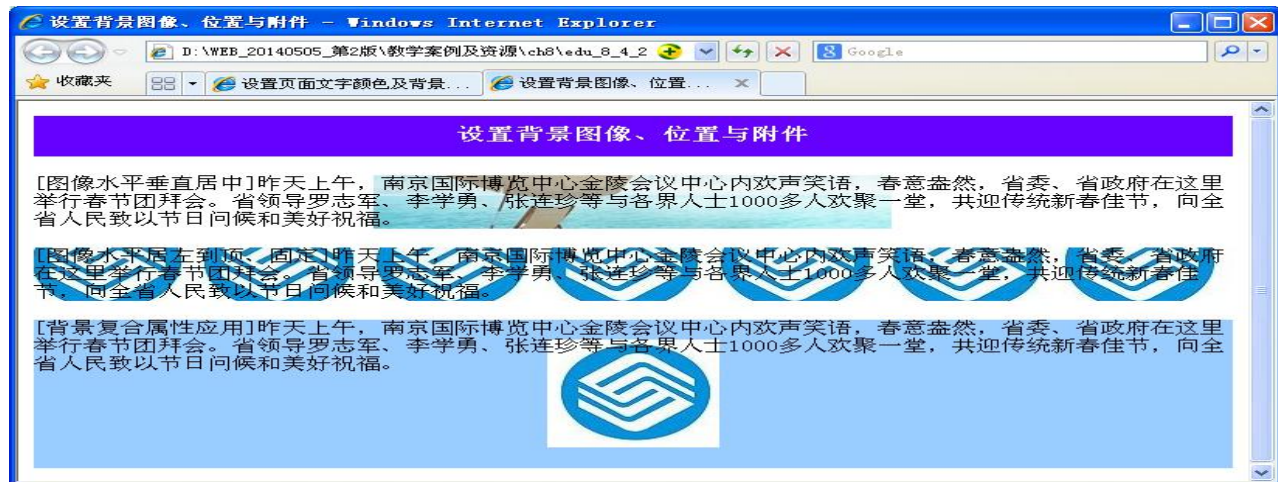 设置背景图像、位置与附件 - Windows Internet Explorer
D:\WEB_20140505_第2版\教学案例及资源\ch8\edu_8_4_2
Google
收藏夹
设置页面文字颜色及背景...
设置背景图像、位置...
设置背景图像、位置与附件
[图像水平垂直居中]昨天上午，南京国际博览中心金陵会议中心内欢声笑语，春意盎然，省委、省政府在这里
举行春节团拜会。省领导罗志军、李学勇、张连珍等与各界人士1000多人欢聚一堂，共迎传统新春佳节，向全
省人民致以节日问候和美好祝福。
[图像水平居左到顶、固定]昨天上午，南京国际博览中心金陵会议中心内欢声笑语，春意盎然，省委、省政府
在这里举行春节团拜会。省领导罗志军、李学勇、张连珍等与各界人士1000多人欢聚一堂，共迎传统新春佳
节，向全省人民致以节日问候和美好祝福。
[背景复合属性应用]昨天上午，南京国际博览中心金陵会议中心内欢声笑语，春意盎然，省委、省政府在这里
举行春节团拜会。省领导罗志军、李学勇、张连珍等与各界人士1000多人欢聚一堂，共迎传统新春佳节，向全
省人民致以节日问候和美好祝福。